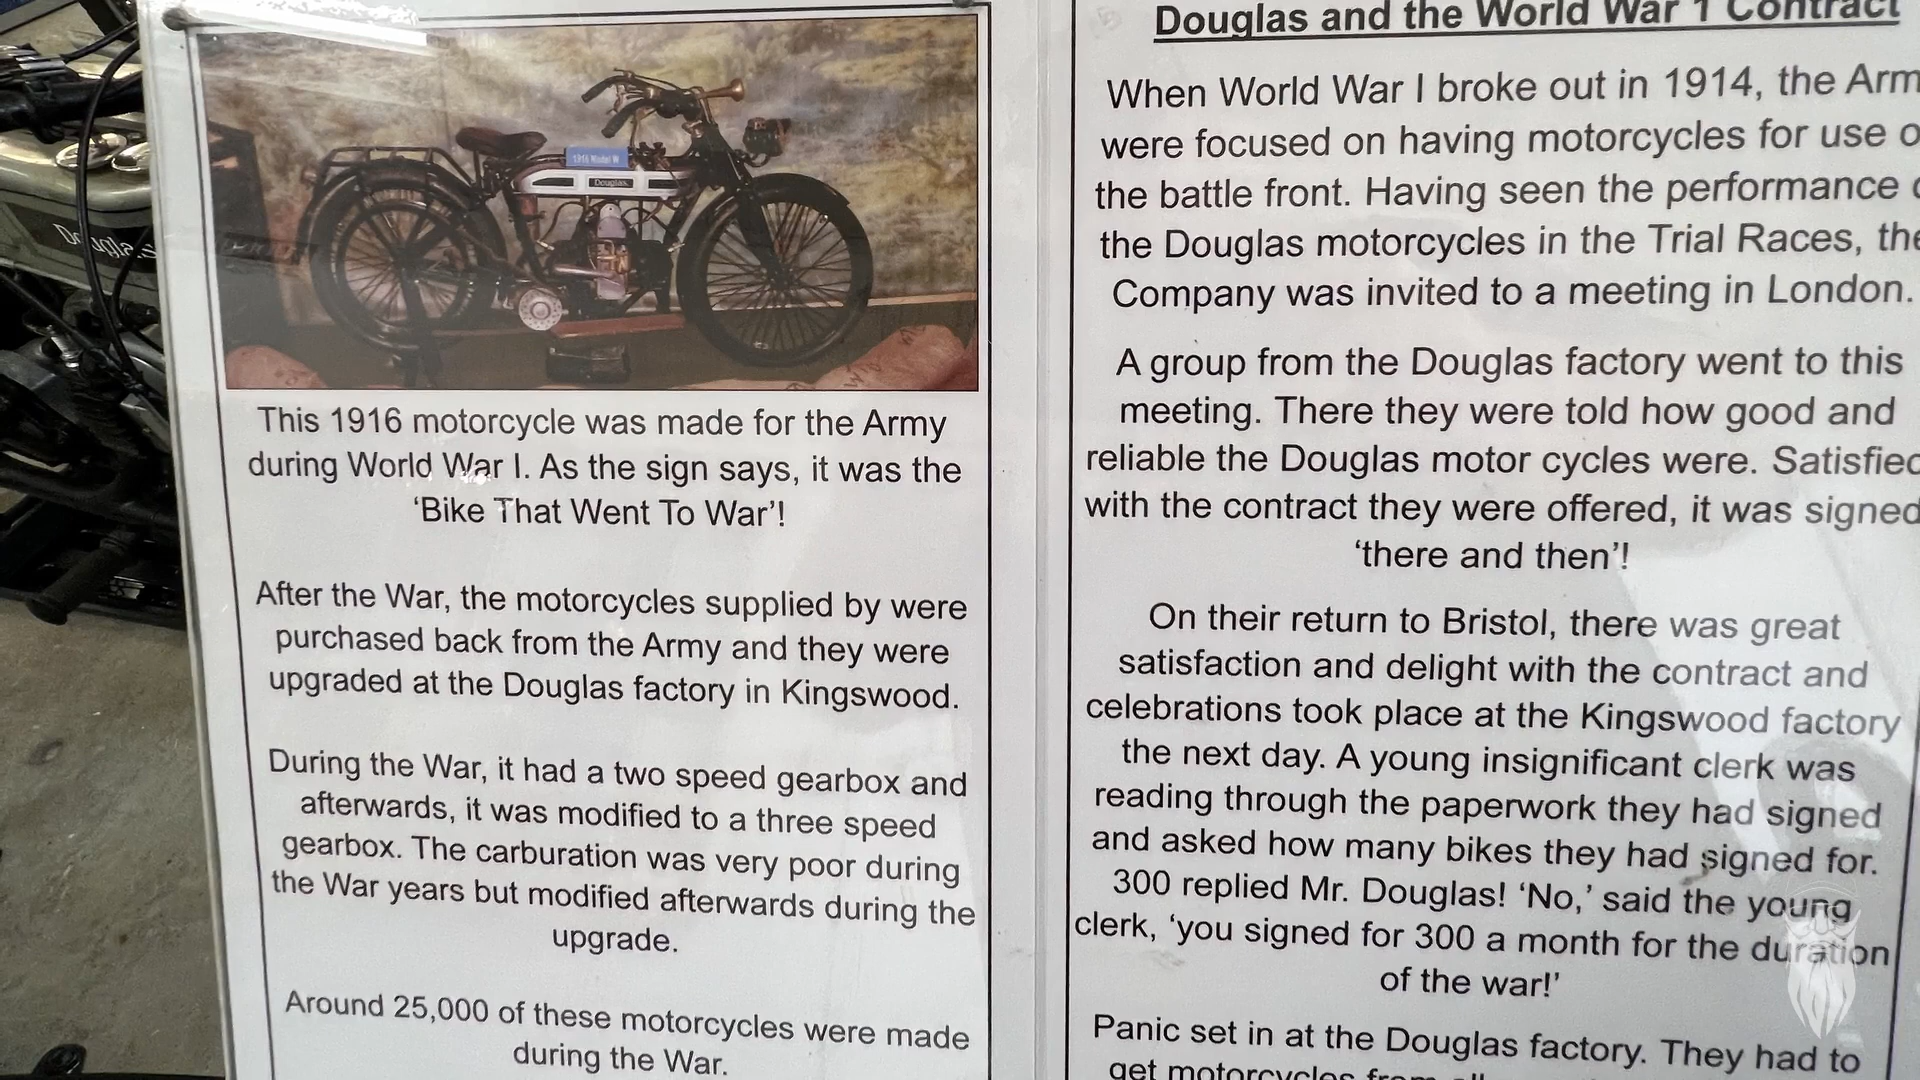 1916 Model W
Douglas
Douglas
This 1916 motorcycle was made for the Army
during World War I. As the sign says, it was the
‘Bike That Went To War’!
After the War, the motorcycles supplied by were
purchased back from the Army and they were
upgraded at the Douglas factory in Kingswood.
During the War, it had a two speed gearbox and
afterwards, it was modified to a three speed
gearbox. The carburation was very poor during
the War years but modified afterwards during the
upgrade.
Around 25,000 of these motorcycles were made
during the War.
Douglas and the World War 1 Contract
When World War I broke out in 1914, the Arm
were focused on having motorcycles for use o
the battle front. Having seen the performance
the Douglas motorcycles in the Trial Races, the
Company was invited to a meeting in London.
A group from the Douglas factory went to this
meeting. There they were told how good and
reliable the Douglas motor cycles were. Satisfied
with the contract they were offered, it was signed
‘there and then’!
On their return to Bristol, there was great
satisfaction and delight with the contract and
celebrations took place at the Kingswood factory
the next day. A young insignificant clerk was
reading through the paperwork they had signed
and asked how many bikes they had signed for.
300 replied Mr. Douglas! ‘No,’ said the young
clerk, ‘you signed for 300 a month for the duration
of the war!’
Panic set in at the Douglas factory. They had to
get motorcycles from all